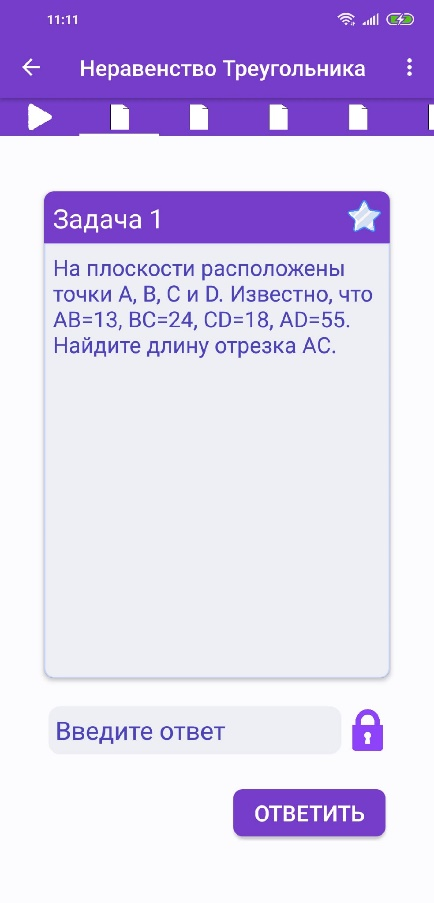 11:11
Неравенство Треугольника
Задача 1
На плоскости расположены
точки A, B, C и D. Известно, что
AB=13, BC=24, CD=18, AD=55.
Найдите длину отрезка AC.
Введите ответ
ОТВЕТИТЬ